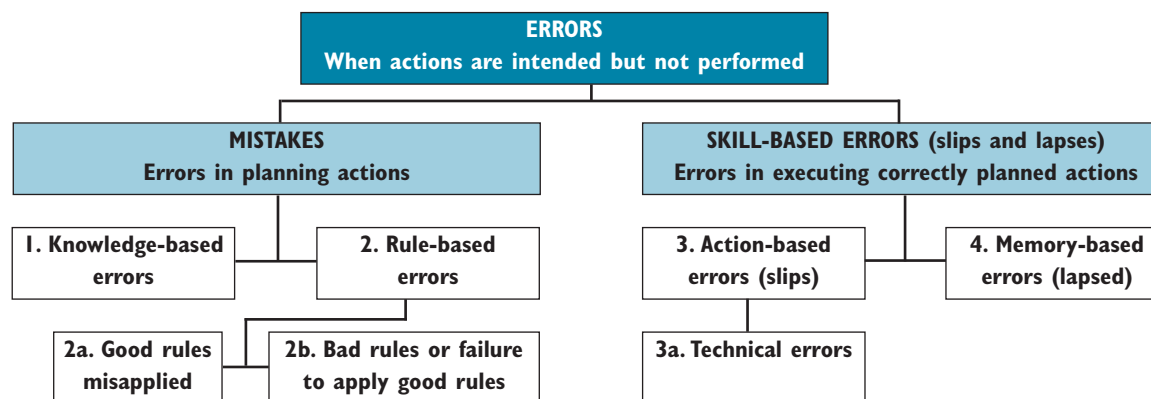 ERRORS
When actions are intended but not performed
MISTAKES
Errors in planning actions
SKILL-BASED ERRORS (slips and lapses)
Errors in executing correctly planned actions
1. Knowledge-based
errors
2. Rule-based
errors
3. Action-based
errors (slips)
4. Memory-based
errors (lapsed)
2a. Good rules
misapplied
2b. Bad rules or failure
to apply good rules
3a. Technical errors